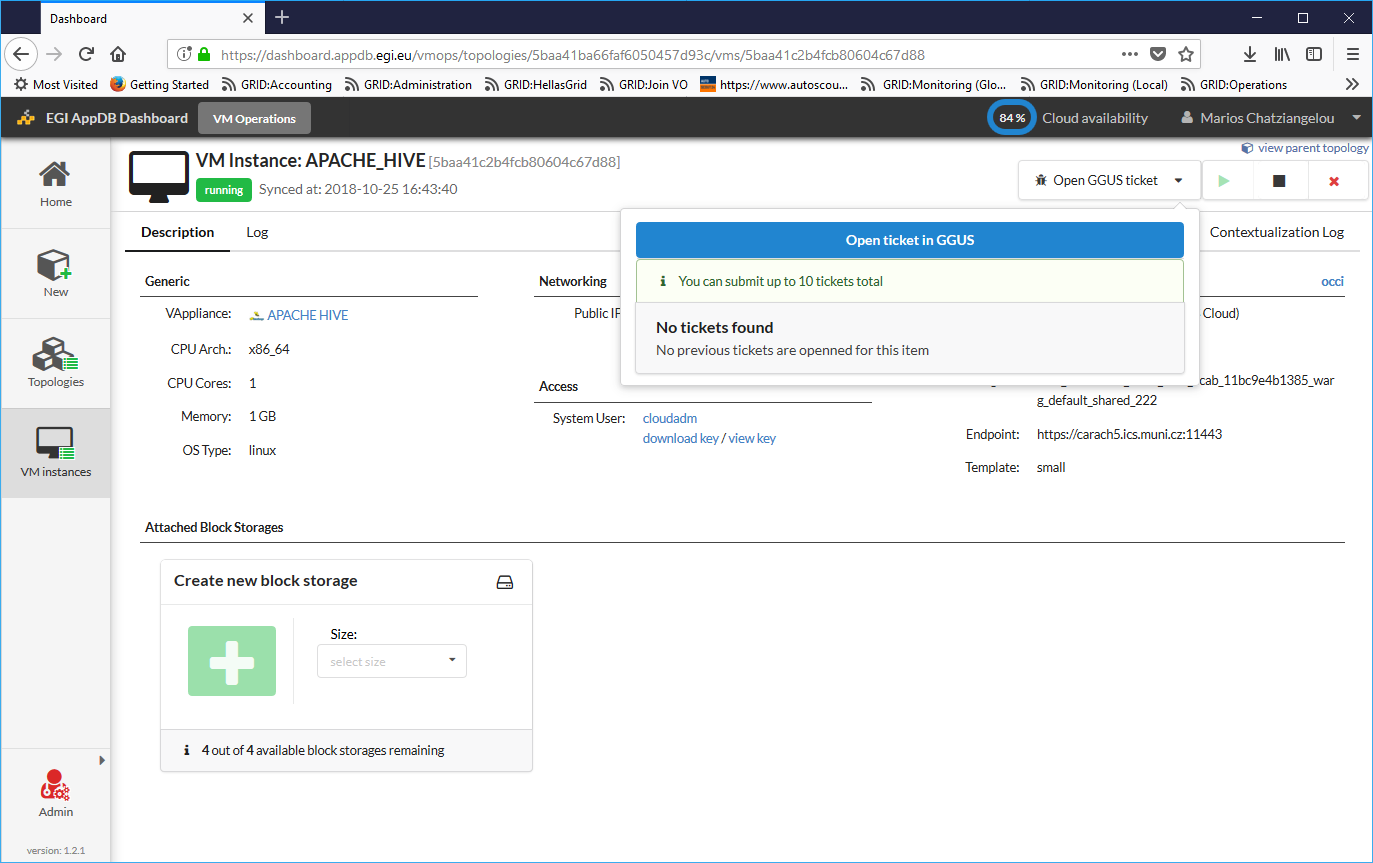 Dashboard
https://dashboard.appdb.egi.eu/vmops/topologies/5baa41ba66faf6050457d93c/vms/5baa41c2b4fcb80604c67d88
Most Visited Getting Started GRID:Accounting GRID:Administration GRID:HellasGrid GRID:Join VO https://www.autoscou... GRID:Monitoring (Glo... GRID:Monitoring (Local) GRID:Operations
EGI AppDB Dashboard VM Operations 84 % Cloud availability Marios Chatziangelou
view parent topology
VM Instance: APACHE_HIVE [5baa41c2b4fcb80604c67d88]
running Synced at: 2018-10-25 16:43:40
Open GGUS ticket
Home
New
Topologies
VM instances
Admin
version: 1.2.1
Description Log Contextualization Log
Open ticket in GGUS
You can submit up to 10 tickets total
No tickets found
No previous tickets are openned for this item
Generic
VAppliance: APACHE HIVE
CPU Arch.: x86_64
CPU Cores: 1
Memory: 1 GB
OS Type: linux
Networking
Public IP
Access
System User: cloudadm
download key / view key
occi
Cloud)
cab_11bc9e4b1385_war
g_default_shared_222
Endpoint: https://carach5.ics.muni.cz:11443
Template: small
Attached Block Storages
Create new block storage
Size:
select size
4 out of 4 available block storages remaining